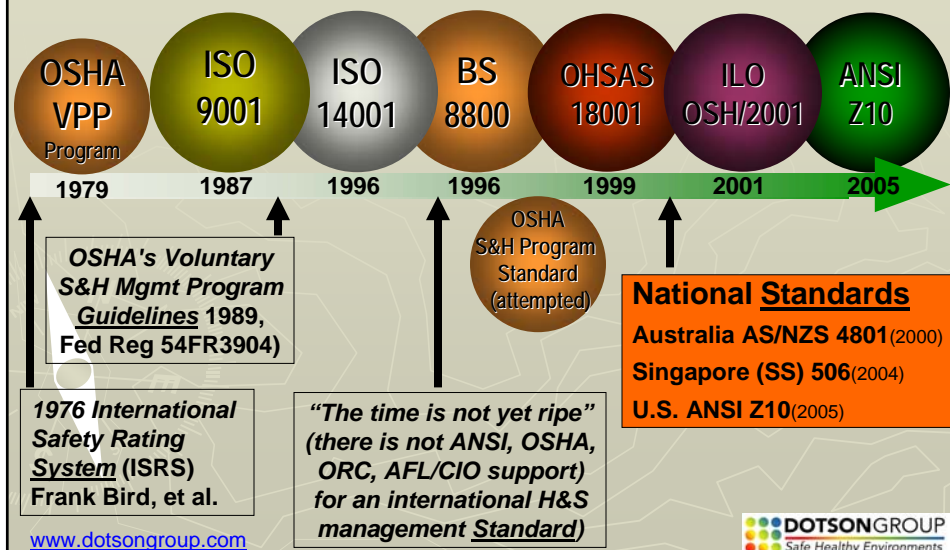 OSHA
VPP
Program
ISO
9001
ISO
14001
BS
8800
OHSAS
18001
ILO
OSH/2001
ANSI
Z10
1979
1987
1996
1996
1999
2001
2005
OSHA's Voluntary
S&H Mgmt Program
Guidelines 1989,
Fed Reg 54FR3904)
OSHA
S&H Program
Standard
(attempted)
National Standards
Australia AS/NZS 4801(2000)
Singapore (SS) 506(2004)
U.S. ANSI Z10(2005)
1976 International
Safety Rating
System (ISRS)
Frank Bird, et al.
“The time is not yet ripe”
(there is not ANSI, OSHA,
ORC, AFL/CIO support)
for an international H&S
management Standard)
www.dotsongroup.com
DOTSONGROUP
Safe Healthy Environments